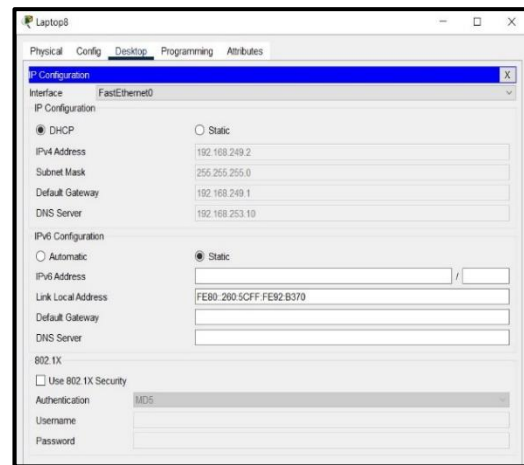 Laptop8
Physical Config Desktop Programming Attributes
IP Configuration X
Interface FastEthernet0
IP Configuration
DHCP Static
IPv4 Address 192.168.249.2
Subnet Mask 255.255.255.0
Default Gateway 192.168.249.1
DNS Server 192.168.253.10
IPv6 Configuration
Automatic Static
IPv6 Address /
Link Local Address FE80::260:5CFF:FE92:B370
Default Gateway
DNS Server
802.1X
Use 802.1X Security
Authentication MD5
Username
Password